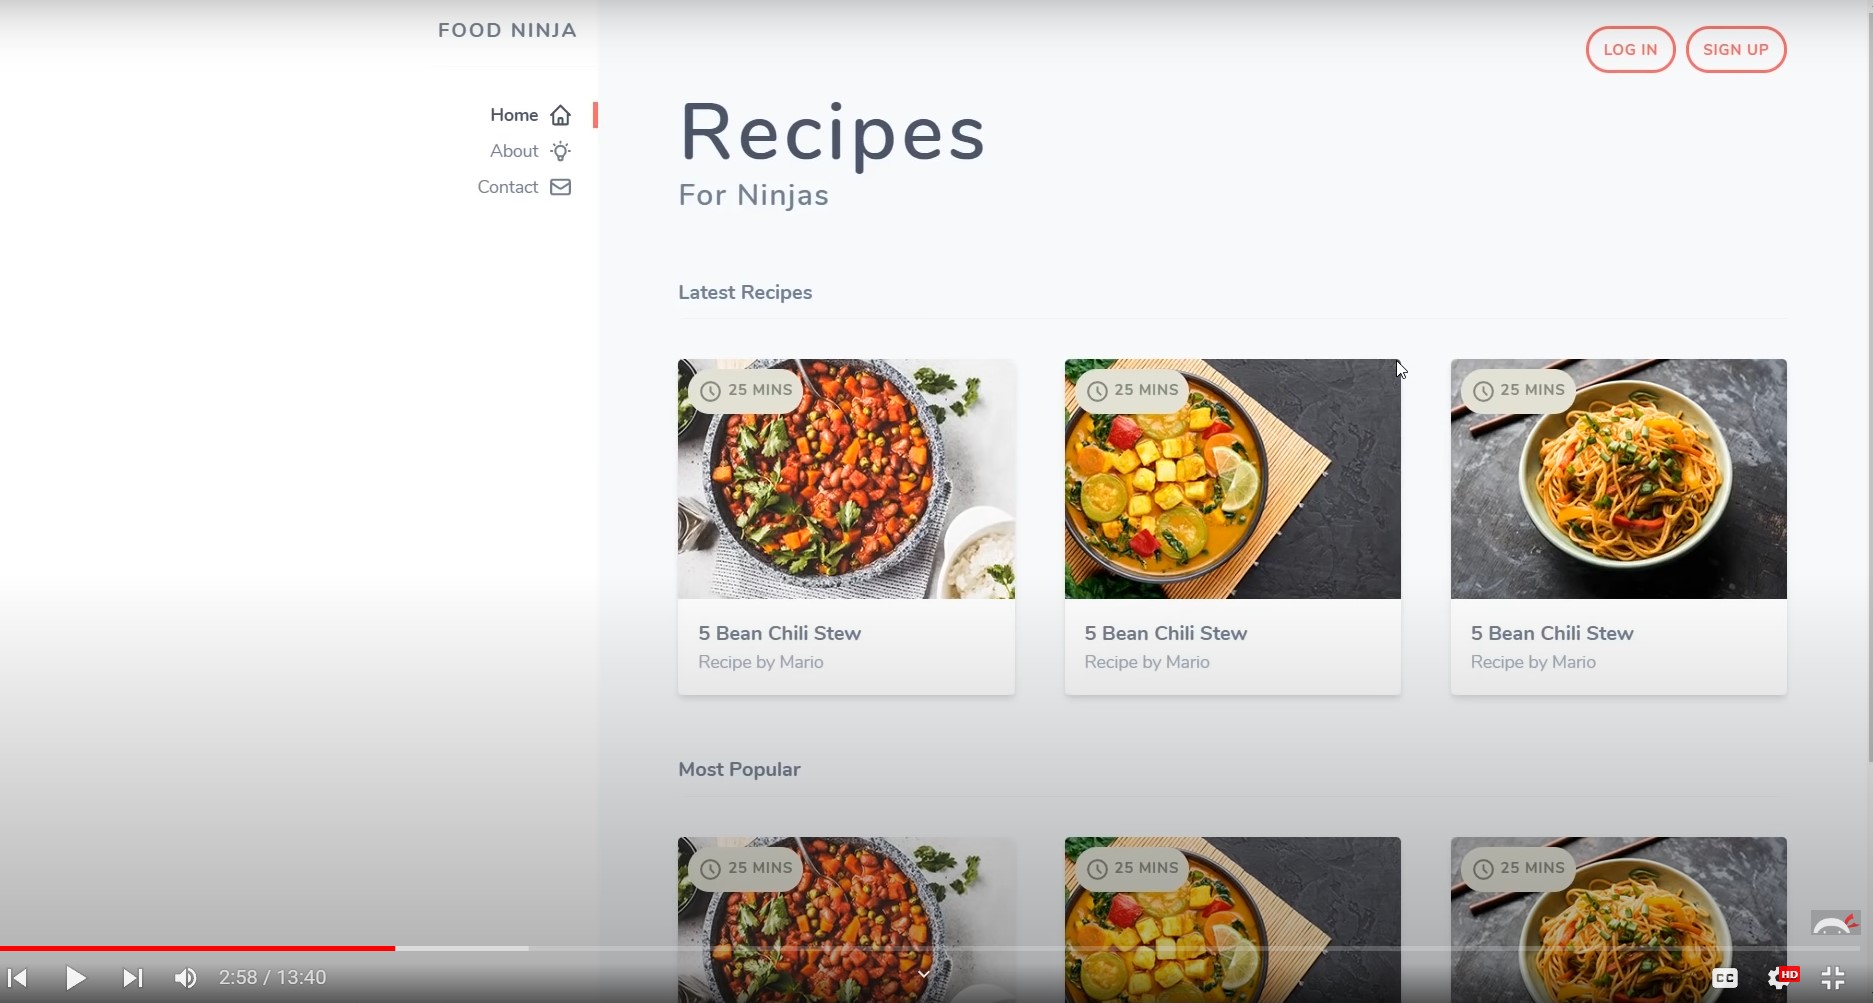 FOOD NINJA
Home
About
Contact
LOG IN
SIGN UP
Recipes
For Ninjas
Latest Recipes
25 MINS
5 Bean Chili Stew
Recipe by Mario
25 MINS
5 Bean Chili Stew
Recipe by Mario
25 MINS
5 Bean Chili Stew
Recipe by Mario
Most Popular
25 MINS
25 MINS
25 MINS
2:58 / 13:40
CC
HD